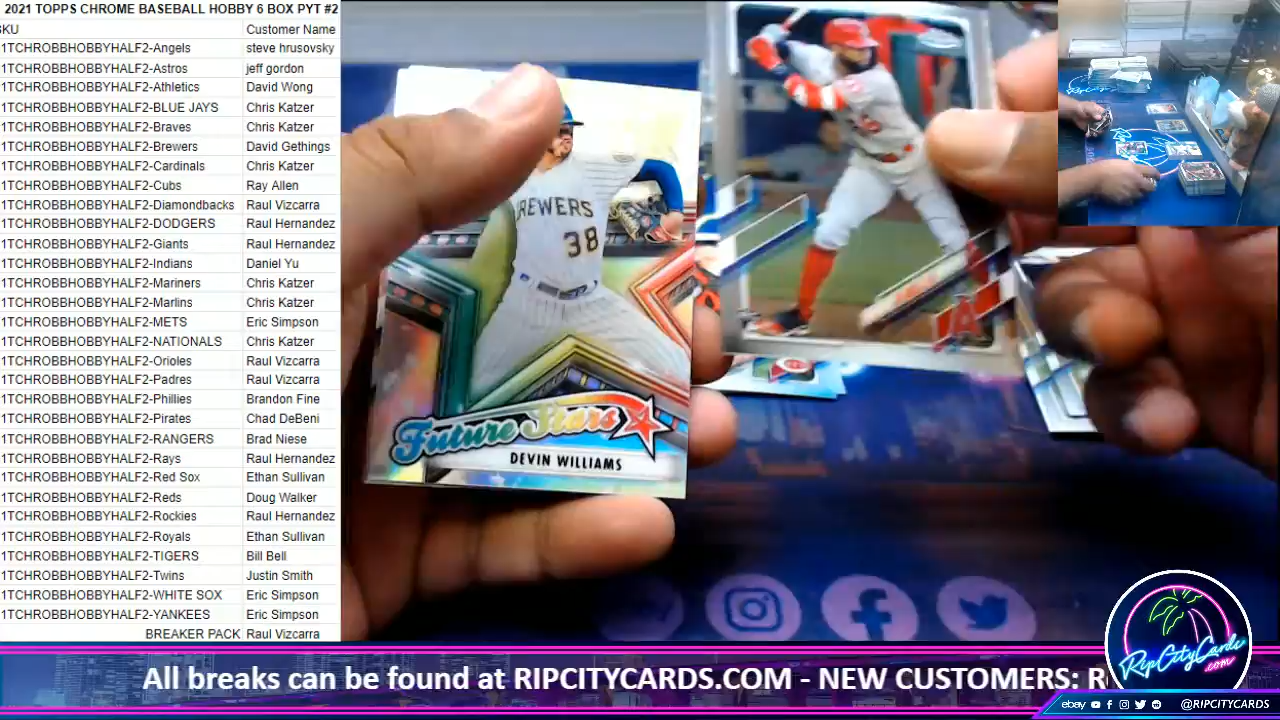 2021 TOPPS CHROME BASEBALL HOBBY 6 BOX PYT #2
SKU Customer Name
1TCHROBBHOBBYHALF2-Angels steve hrusovsky
1TCHROBBHOBBYHALF2-Astros jeff gordon
1TCHROBBHOBBYHALF2-Athletics David Wong
1TCHROBBHOBBYHALF2-BLUE JAYS Chris Katzer
1TCHROBBHOBBYHALF2-Braves Chris Katzer
1TCHROBBHOBBYHALF2-Brewers David Gethings
1TCHROBBHOBBYHALF2-Cardinals Chris Katzer
1TCHROBBHOBBYHALF2-Cubs Ray Allen
1TCHROBBHOBBYHALF2-Diamondbacks Raul Vizcarra
1TCHROBBHOBBYHALF2-DODGERS Raul Hernandez
1TCHROBBHOBBYHALF2-Giants Raul Hernandez
1TCHROBBHOBBYHALF2-Indians Daniel Yu
1TCHROBBHOBBYHALF2-Mariners Chris Katzer
1TCHROBBHOBBYHALF2-Marlins Chris Katzer
1TCHROBBHOBBYHALF2-METS Eric Simpson
1TCHROBBHOBBYHALF2-NATIONALS Chris Katzer
1TCHROBBHOBBYHALF2-Orioles Raul Vizcarra
1TCHROBBHOBBYHALF2-Padres Raul Vizcarra
1TCHROBBHOBBYHALF2-Phillies Brandon Fine
1TCHROBBHOBBYHALF2-Pirates Chad DeBeni
1TCHROBBHOBBYHALF2-RANGERS Brad Niese
1TCHROBBHOBBYHALF2-Rays Raul Hernandez
1TCHROBBHOBBYHALF2-Red Sox Ethan Sullivan
1TCHROBBHOBBYHALF2-Reds Doug Walker
1TCHROBBHOBBYHALF2-Rockies Raul Hernandez
1TCHROBBHOBBYHALF2-Royals Ethan Sullivan
1TCHROBBHOBBYHALF2-TIGERS Bill Bell
1TCHROBBHOBBYHALF2-Twins Justin Smith
1TCHROBBHOBBYHALF2-WHITE SOX Eric Simpson
1TCHROBBHOBBYHALF2-YANKEES Eric Simpson
BREAKER PACK Raul Vizcarra
REWERS
38
Future Stars
DEVIN WILLIAMS
A
All breaks can be found at RIPCITYCARDS.COM - NEW CUSTOMERS: R
RipCityCards
.com
ebay @RIPCITYCARDS